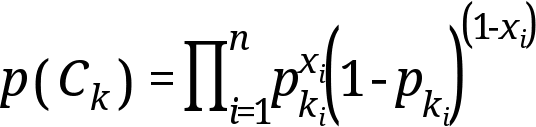 p(C_k) = ∏_{i=1}^{n} p_{k_i}^{x_i} (1 - p_{k_i})^{(1-x_i)}